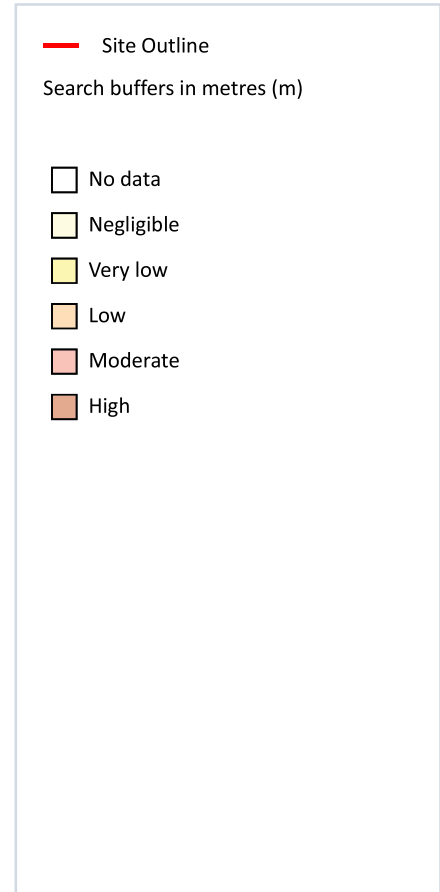 Site Outline
Search buffers in metres (m)
No data
Negligible
Very low
Low
Moderate
High